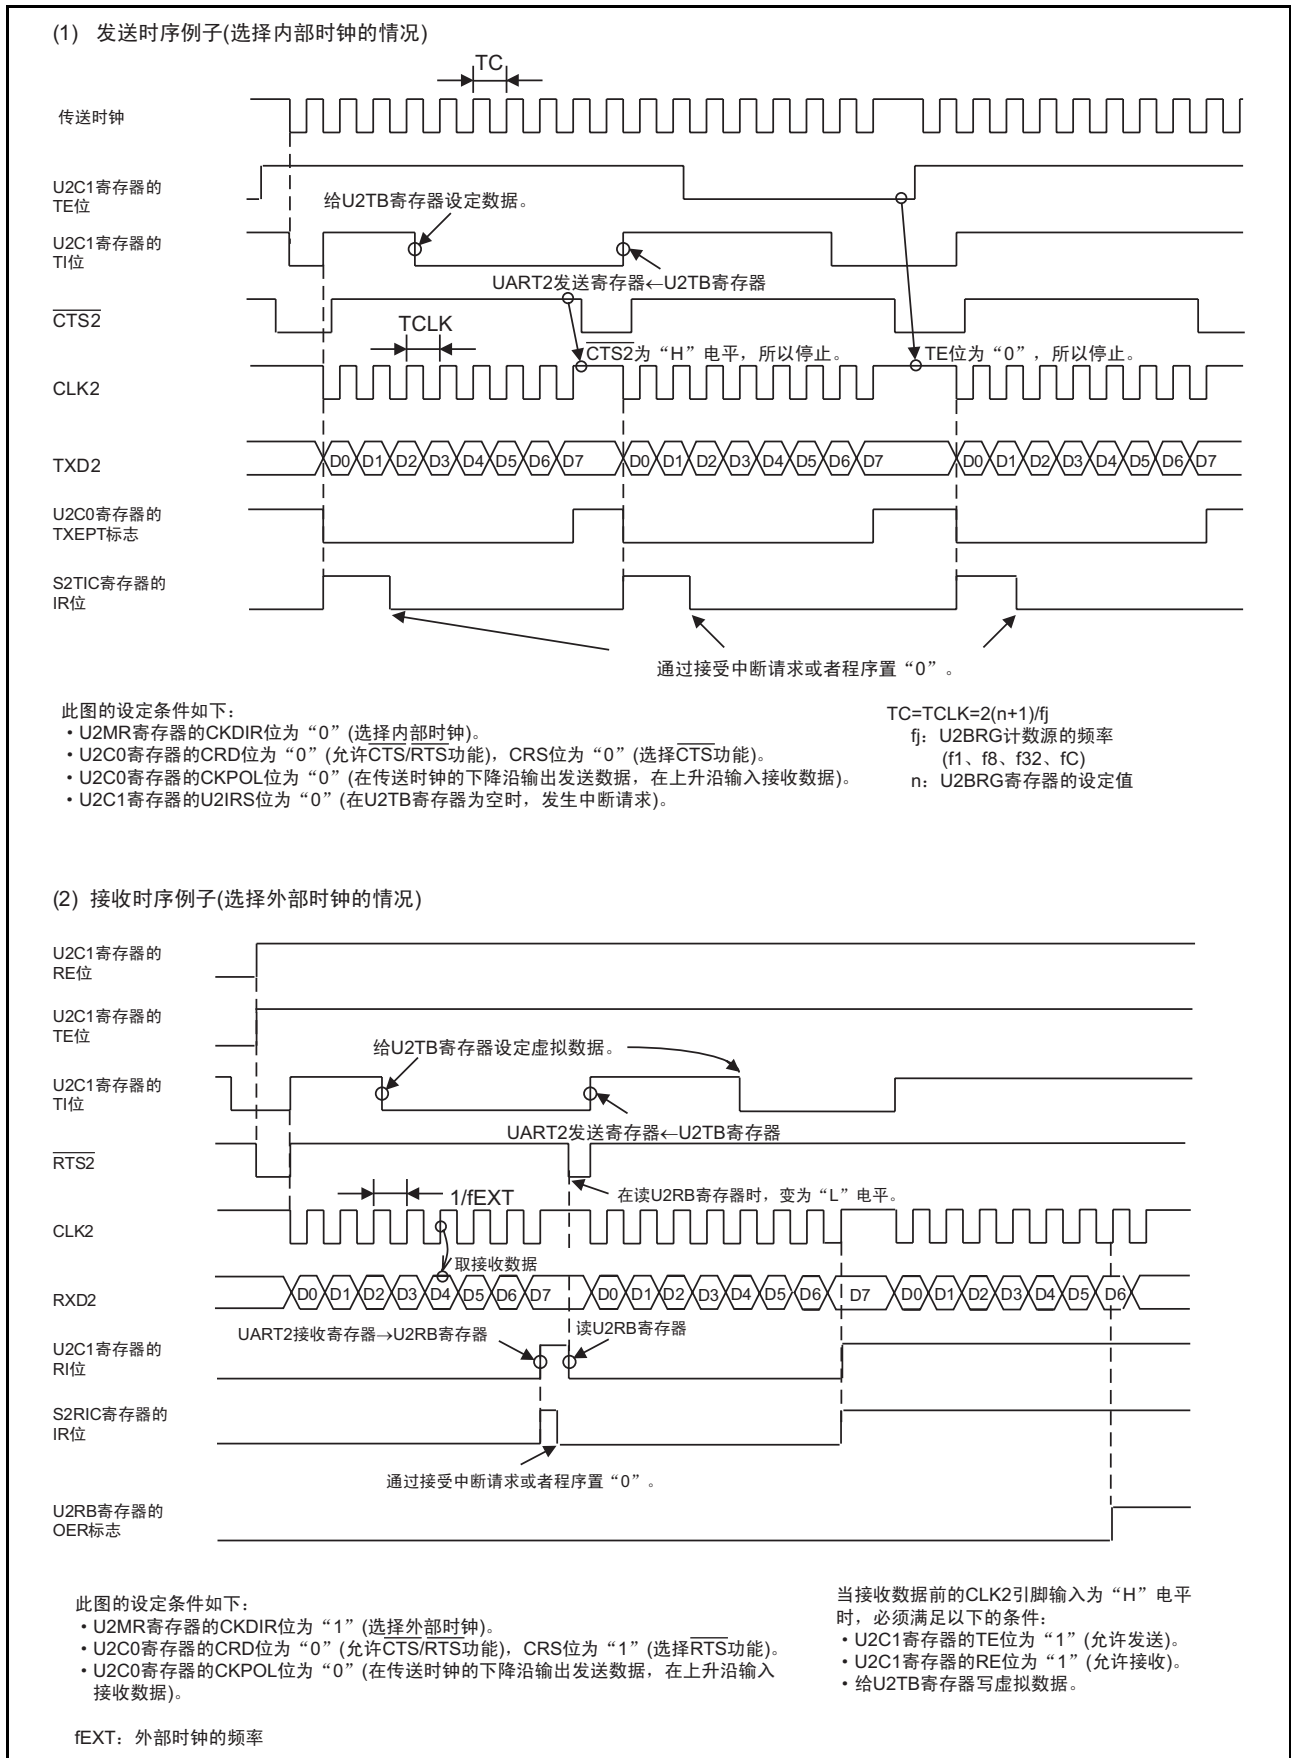 (1) 发送时序例子(选择内部时钟的情况)
TC
传送时钟
U2C1寄存器的
TE位
给U2TB寄存器设定数据。
U2C1寄存器的
TI位
UART2发送寄存器←U2TB寄存器
CTS2
TCLK
CTS2为“H”电平，所以停止。
TE位为“0”，所以停止。
CLK2
TXD2
D0 D1 D2 D3 D4 D5 D6 D7 D0 D1 D2 D3 D4 D5 D6 D7 D0 D1 D2 D3 D4 D5 D6 D7
U2C0寄存器的
TXEPT标志
S2TIC寄存器的
IR位
通过接受中断请求或者程序置“0”。
此图的设定条件如下：
・U2MR寄存器的CKDIR位为“0”(选择内部时钟)。
・U2C0寄存器的CRD位为“0”(允许CTS/RTS功能)，CRS位为“0”(选择CTS功能)。
・U2C0寄存器的CKPOL位为“0”(在传送时钟的下降沿输出发送数据，在上升沿输入接收数据)。
・U2C1寄存器的U2IRS位为“0”(在U2TB寄存器为空时，发生中断请求)。
TC=TCLK=2(n+1)/fj
fj：U2BRG计数源的频率
(f1、f8、f32、fC)
n：U2BRG寄存器的设定值
(2) 接收时序例子(选择外部时钟的情况)
U2C1寄存器的
RE位
U2C1寄存器的
TE位
给U2TB寄存器设定虚拟数据。
U2C1寄存器的
TI位
UART2发送寄存器←U2TB寄存器
RTS2
1/fEXT
在读U2RB寄存器时，变为“L”电平。
CLK2
取接收数据
RXD2
D0 D1 D2 D3 D4 D5 D6 D7 D0 D1 D2 D3 D4 D5 D6 D7 D0 D1 D2 D3 D4 D5 D6
UART2接收寄存器→U2RB寄存器
读U2RB寄存器
U2C1寄存器的
RI位
S2RIC寄存器的
IR位
通过接受中断请求或者程序置“0”。
U2RB寄存器的
OER标志
此图的设定条件如下：
・U2MR寄存器的CKDIR位为“1”(选择外部时钟)。
・U2C0寄存器的CRD位为“0”(允许CTS/RTS功能)，CRS位为“1”(选择RTS功能)。
・U2C0寄存器的CKPOL位为“0”(在传送时钟的下降沿输出发送数据，在上升沿输入
接收数据)。
fEXT：外部时钟的频率
当接收数据前的CLK2引脚输入为“H”电平
时，必须满足以下的条件：
・U2C1寄存器的TE位为“1”(允许发送)。
・U2C1寄存器的RE位为“1”(允许接收)。
・给U2TB寄存器写虚拟数据。